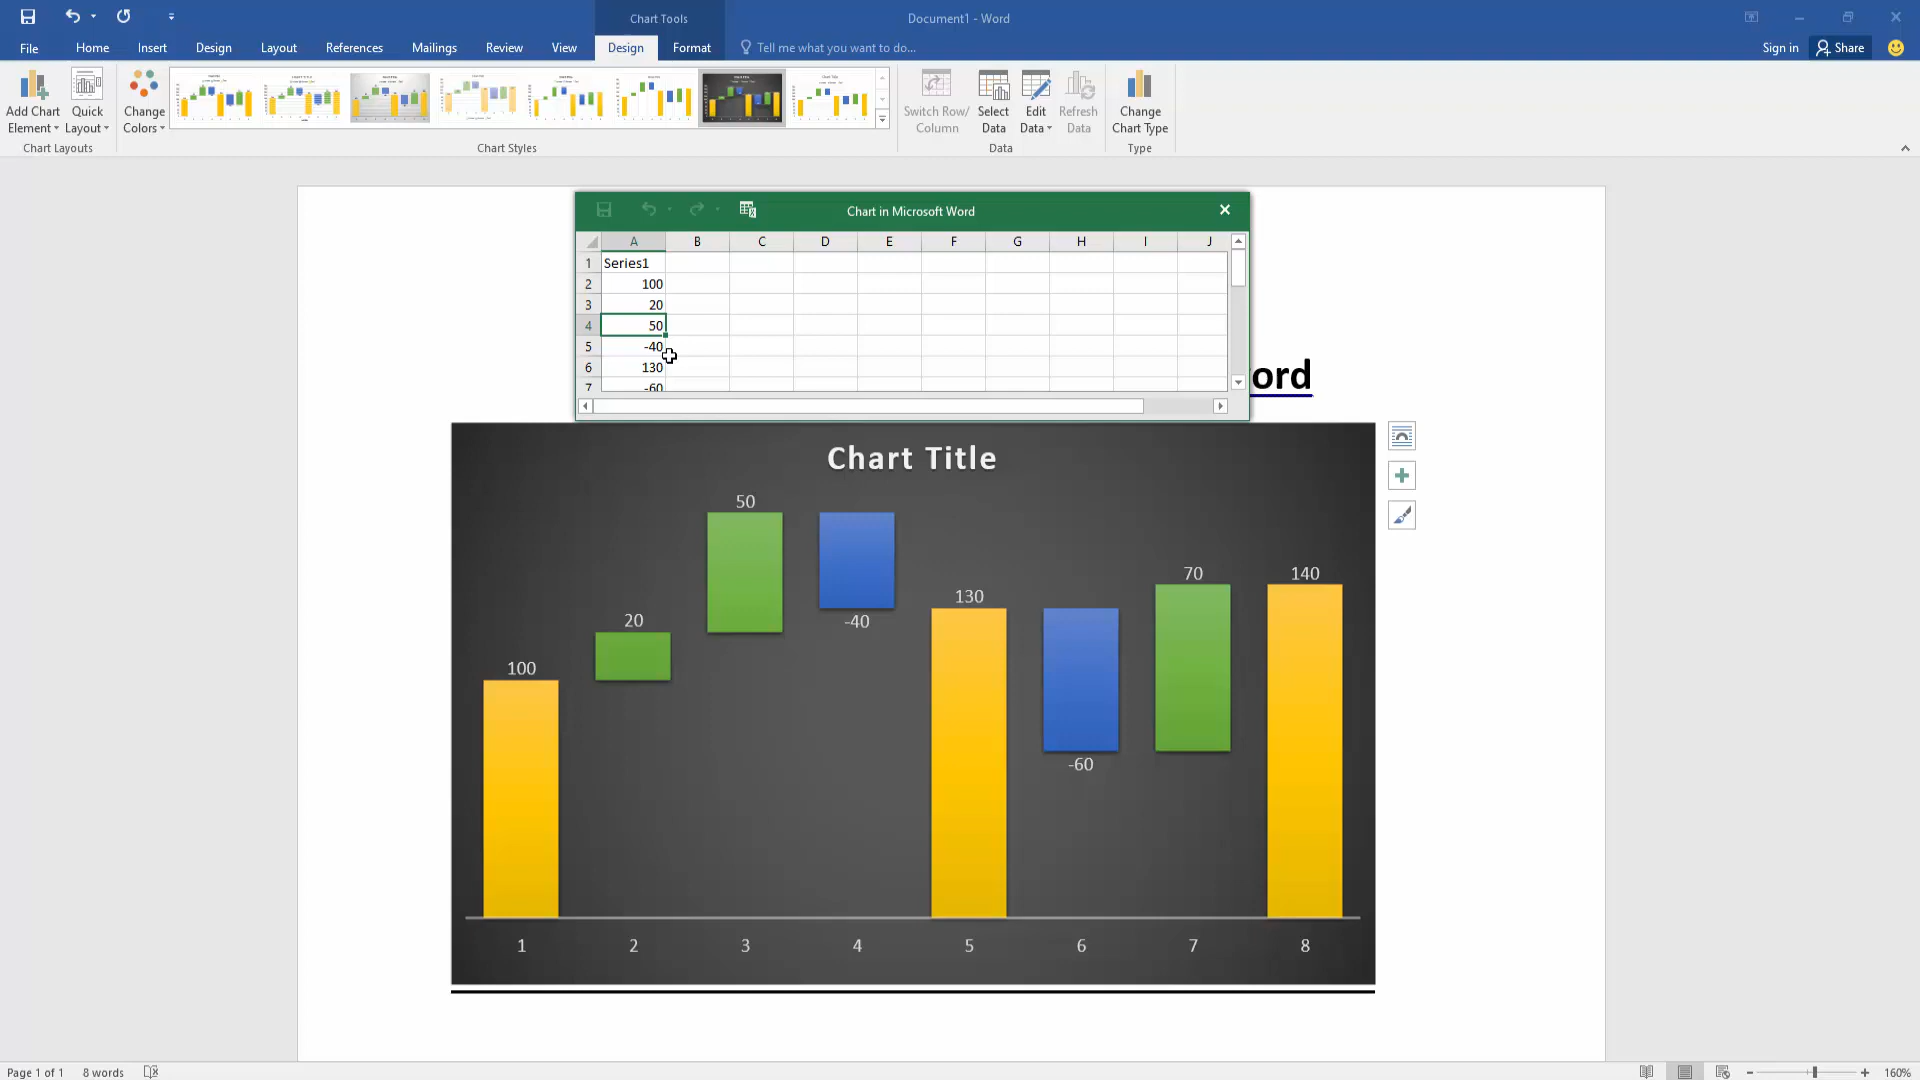 Chart Tools
Document1 - Word
File Home Insert Design Layout References Mailings Review View Design Format Tell me what you want to do... Sign in Share
Add Chart Element
Quick Layout
Change Colors
Switch Row/ Column
Select Data
Edit Data
Refresh Data
Change Chart Type
Chart Layouts
Chart Styles
Data
Type
Chart in Microsoft Word
A B C D E F G H I J
1 Series1
2 100
3 20
4 50
5 -40
6 130
7 -60
ord
Chart Title
50
20
100
-40
130
-60
70
140
1 2 3 4 5 6 7 8
Page 1 of 1 8 words 160%